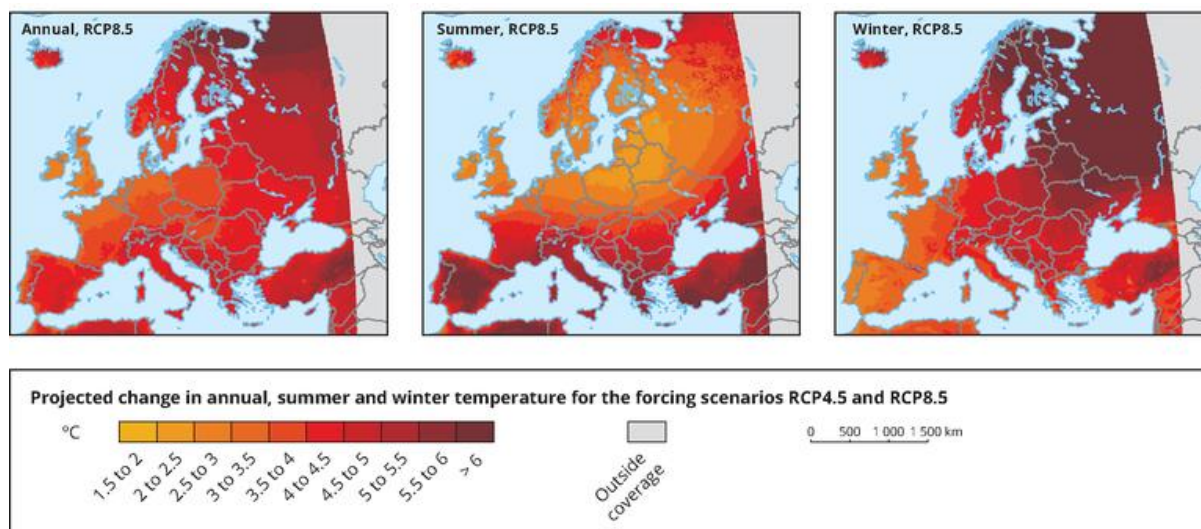 Annual, RCP8.5
Summer, RCP8.5
Winter, RCP8.5
Projected change in annual, summer and winter temperature for the forcing scenarios RCP4.5 and RCP8.5
°C
1.5 to 2
2 to 2.5
2.5 to 3
3 to 3.5
3.5 to 4
4 to 4.5
4.5 to 5
5 to 5.5
5.5 to 6
> 6
Outside
coverage
0 500 1 000 1 500 km